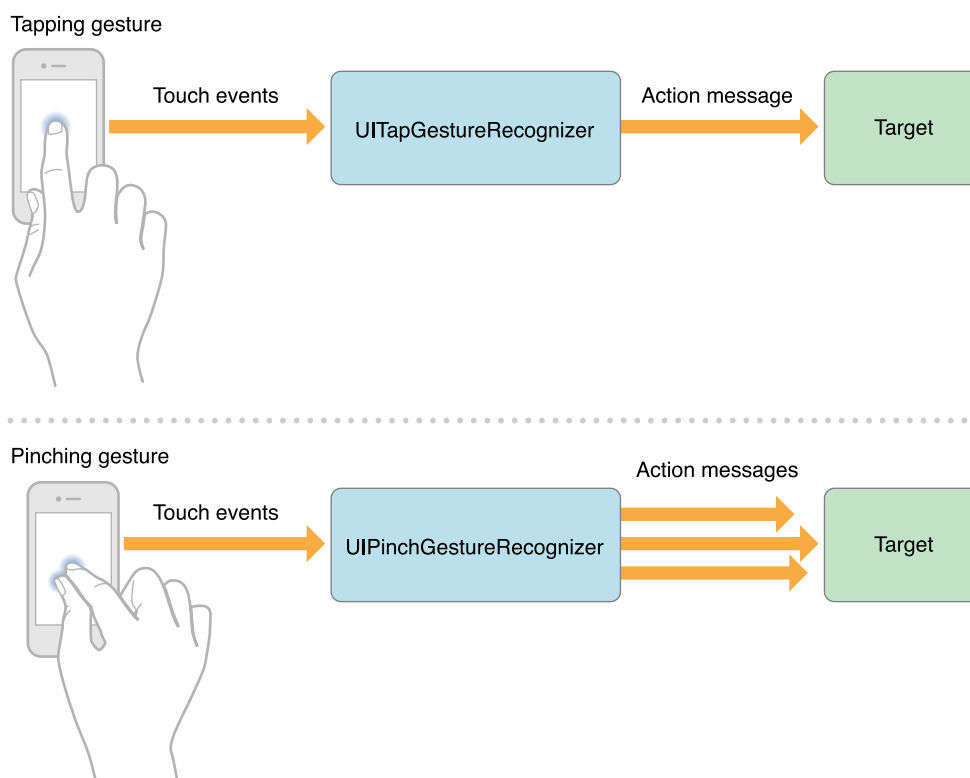 Tapping gesture
Touch events
UITapGestureRecognizer
Action message
Target
Pinching gesture
Touch events
UIPinchGestureRecognizer
Action messages
Target